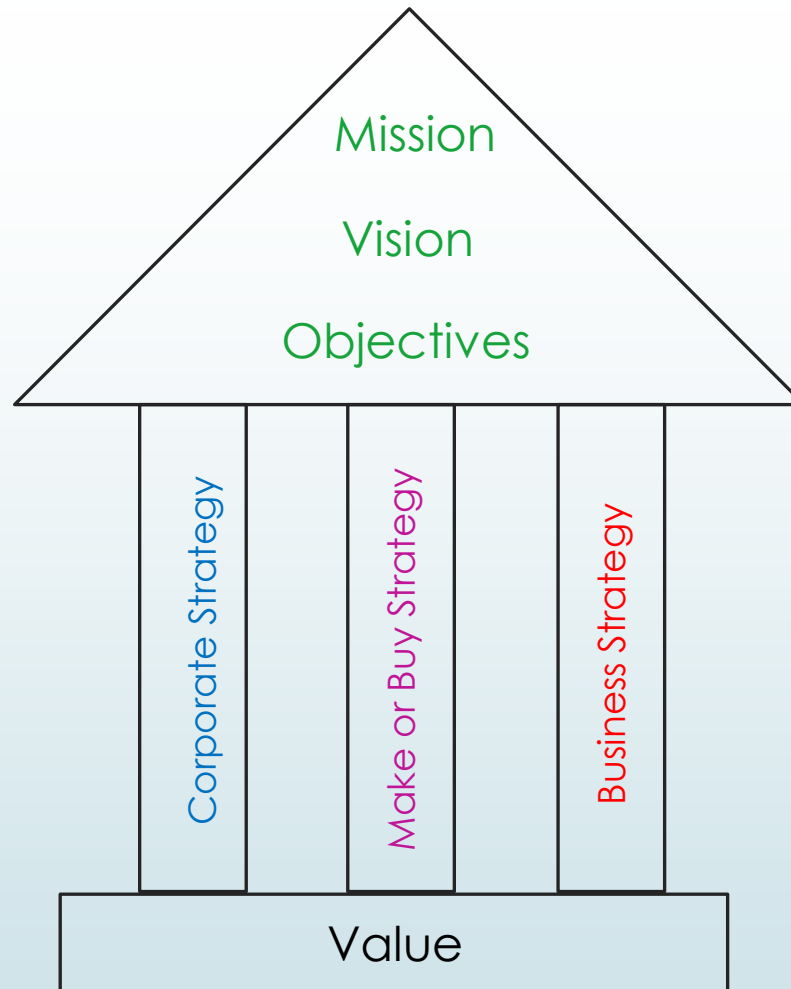 Mission
Vision
Objectives
Corporate Strategy
Make or Buy Strategy
Business Strategy
Value